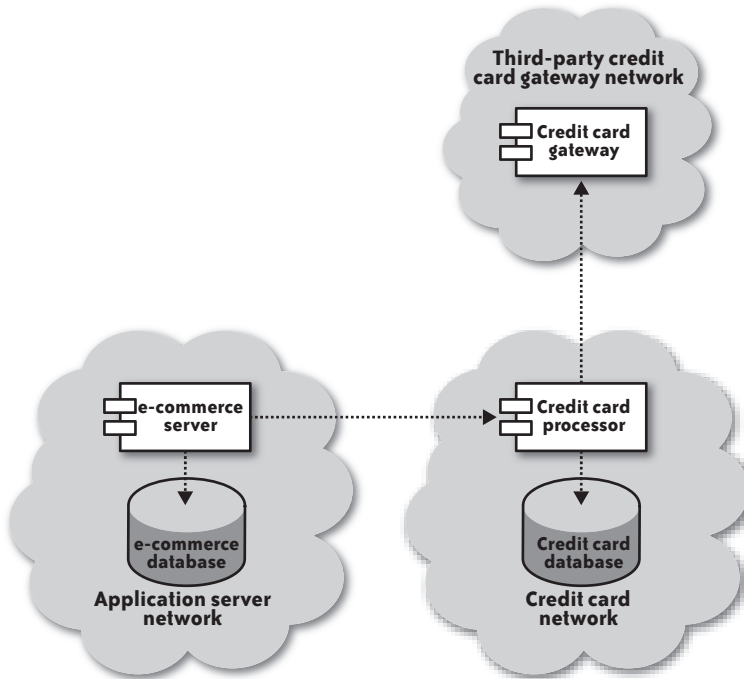 Third-party credit
card gateway network
Credit card
gateway
e-commerce
server
e-commerce
database
Application server
network
Credit card
processor
Credit card
database
Credit card
network